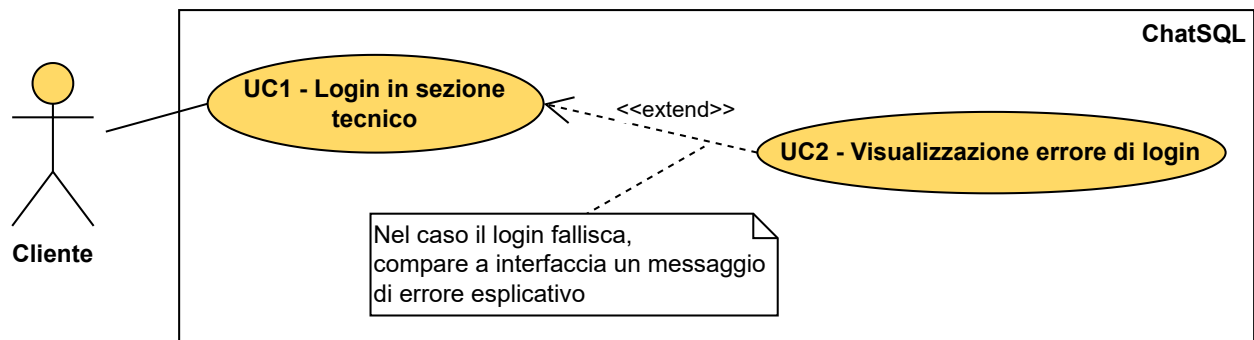 ChatSQL
UC1 - Login in sezione
tecnico
<<extend>>
UC2 - Visualizzazione errore di login
Nel caso il login fallisca,
compare a interfaccia un messaggio
di errore esplicativo
Cliente